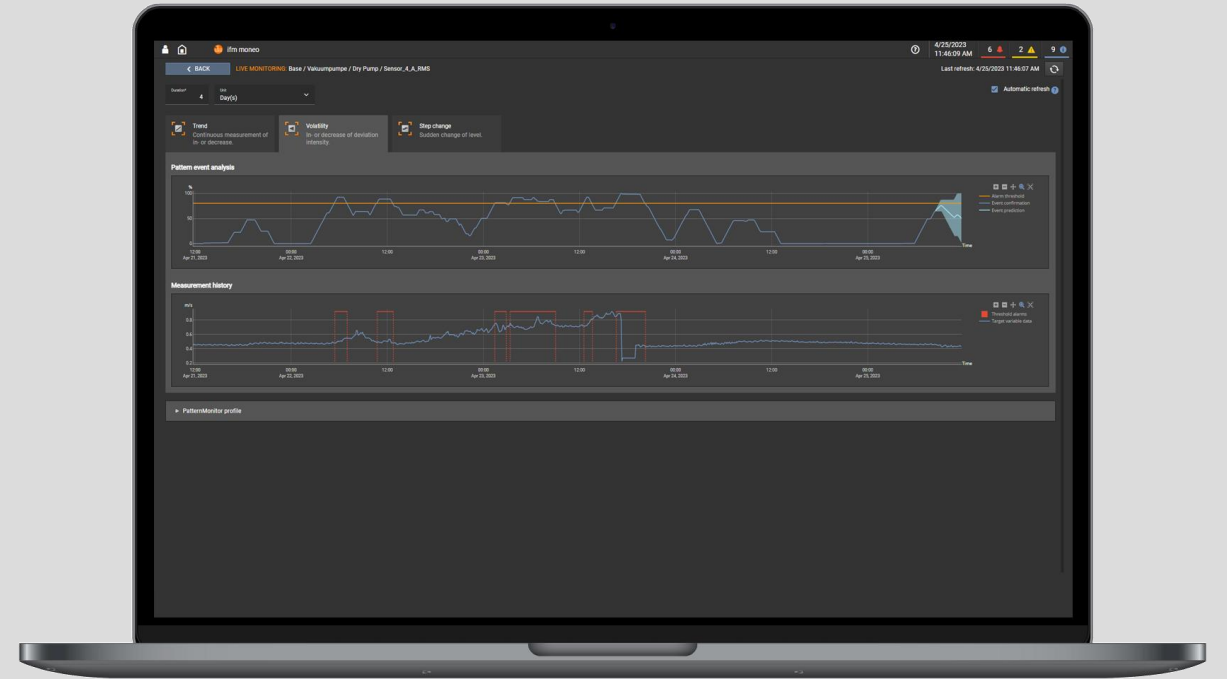 ifm moneo
4/25/2023
11:46:09 AM
6
2
9
BACK
LIVE MONITORING Base / Vakuumpumpe / Dry Pump / Sensor_4_A_RMS
Last refresh: 4/25/2023 11:46:07 AM
Duration*
4
Unit
Day(s)
Automatic refresh
Trend
Continuous measurement of
in- or decrease.
Volatility
In- or decrease of deviation
intensity.
Step change
Sudden change of level.
Pattern event analysis
%
100
50
0
Alarm threshold
Event confirmation
Event prediction
Time
12:00
Apr 21, 2023
00:00
Apr 22, 2023
12:00
00:00
Apr 23, 2023
12:00
00:00
Apr 24, 2023
12:00
00:00
Apr 25, 2023
Measurement history
m/s
0.6
0.4
0.2
Threshold alarms
Target variable data
Time
12:00
Apr 21, 2023
00:00
Apr 22, 2023
12:00
00:00
Apr 23, 2023
12:00
00:00
Apr 24, 2023
12:00
00:00
Apr 25, 2023
PatternMonitor profile